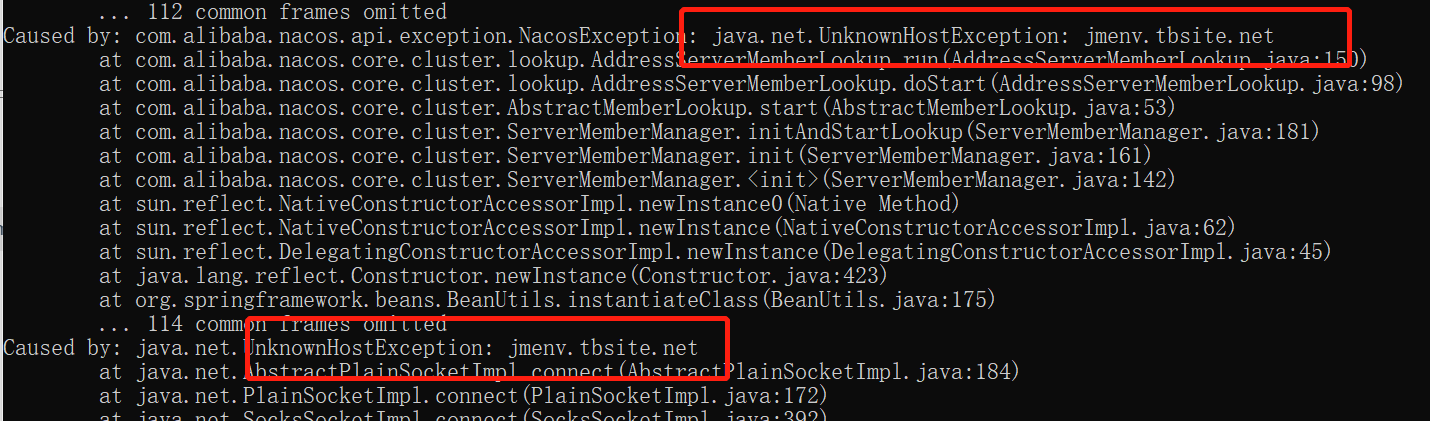 ... 112 common frames omitted
Caused by: com.alibaba.nacos.api.exception.NacosException: java.net.UnknownHostException: jmenv.tbsite.net
at com.alibaba.nacos.core.cluster.lookup.AddressServerMemberLookup.run(AddressServerMemberLookup.java:150)
at com.alibaba.nacos.core.cluster.lookup.AddressServerMemberLookup.doStart(AddressServerMemberLookup.java:98)
at com.alibaba.nacos.core.cluster.AbstractMemberLookup.start(AbstractMemberLookup.java:53)
at com.alibaba.nacos.core.cluster.ServerMemberManager.initAndStartLookup(ServerMemberManager.java:181)
at com.alibaba.nacos.core.cluster.ServerMemberManager.init(ServerMemberManager.java:161)
at com.alibaba.nacos.core.cluster.ServerMemberManager.<init>(ServerMemberManager.java:142)
at sun.reflect.NativeConstructorAccessorImpl.newInstance0(Native Method)
at sun.reflect.NativeConstructorAccessorImpl.newInstance(NativeConstructorAccessorImpl.java:62)
at sun.reflect.DelegatingConstructorAccessorImpl.newInstance(DelegatingConstructorAccessorImpl.java:45)
at java.lang.reflect.Constructor.newInstance(Constructor.java:423)
at org.springframework.beans.BeanUtils.instantiateClass(BeanUtils.java:175)
... 114 common frames omitted
Caused by: java.net.UnknownHostException: jmenv.tbsite.net
at java.net.AbstractPlainSocketImpl.connect(AbstractPlainSocketImpl.java:184)
at java.net.PlainSocketImpl.connect(PlainSocketImpl.java:172)
at java.net.SocksSocketImpl.connect(SocksSocketImpl.java:392)